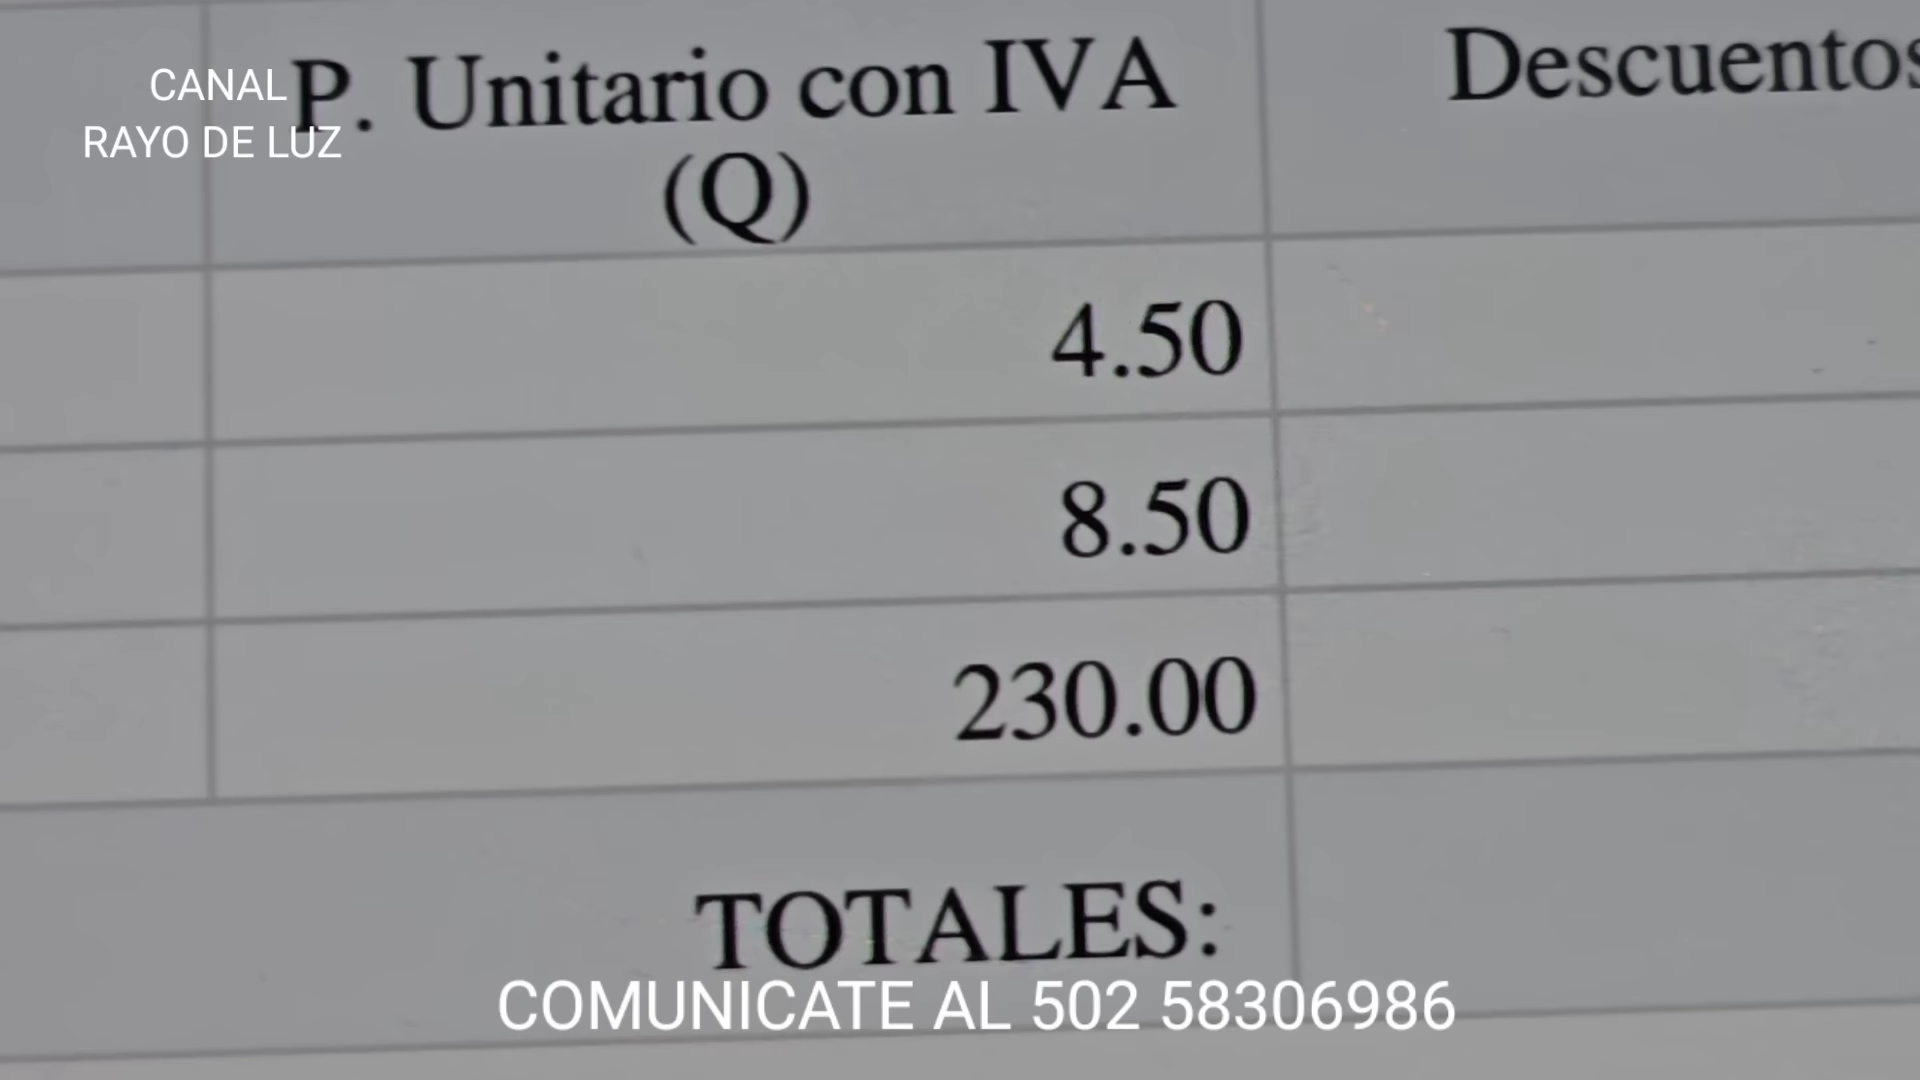 CANAL
RAYO DE LUZ
P. Unitario con IVA
(Q)
Descuentos
4.50
8.50
230.00
TOTALES:
COMUNICATE AL 502 58306986